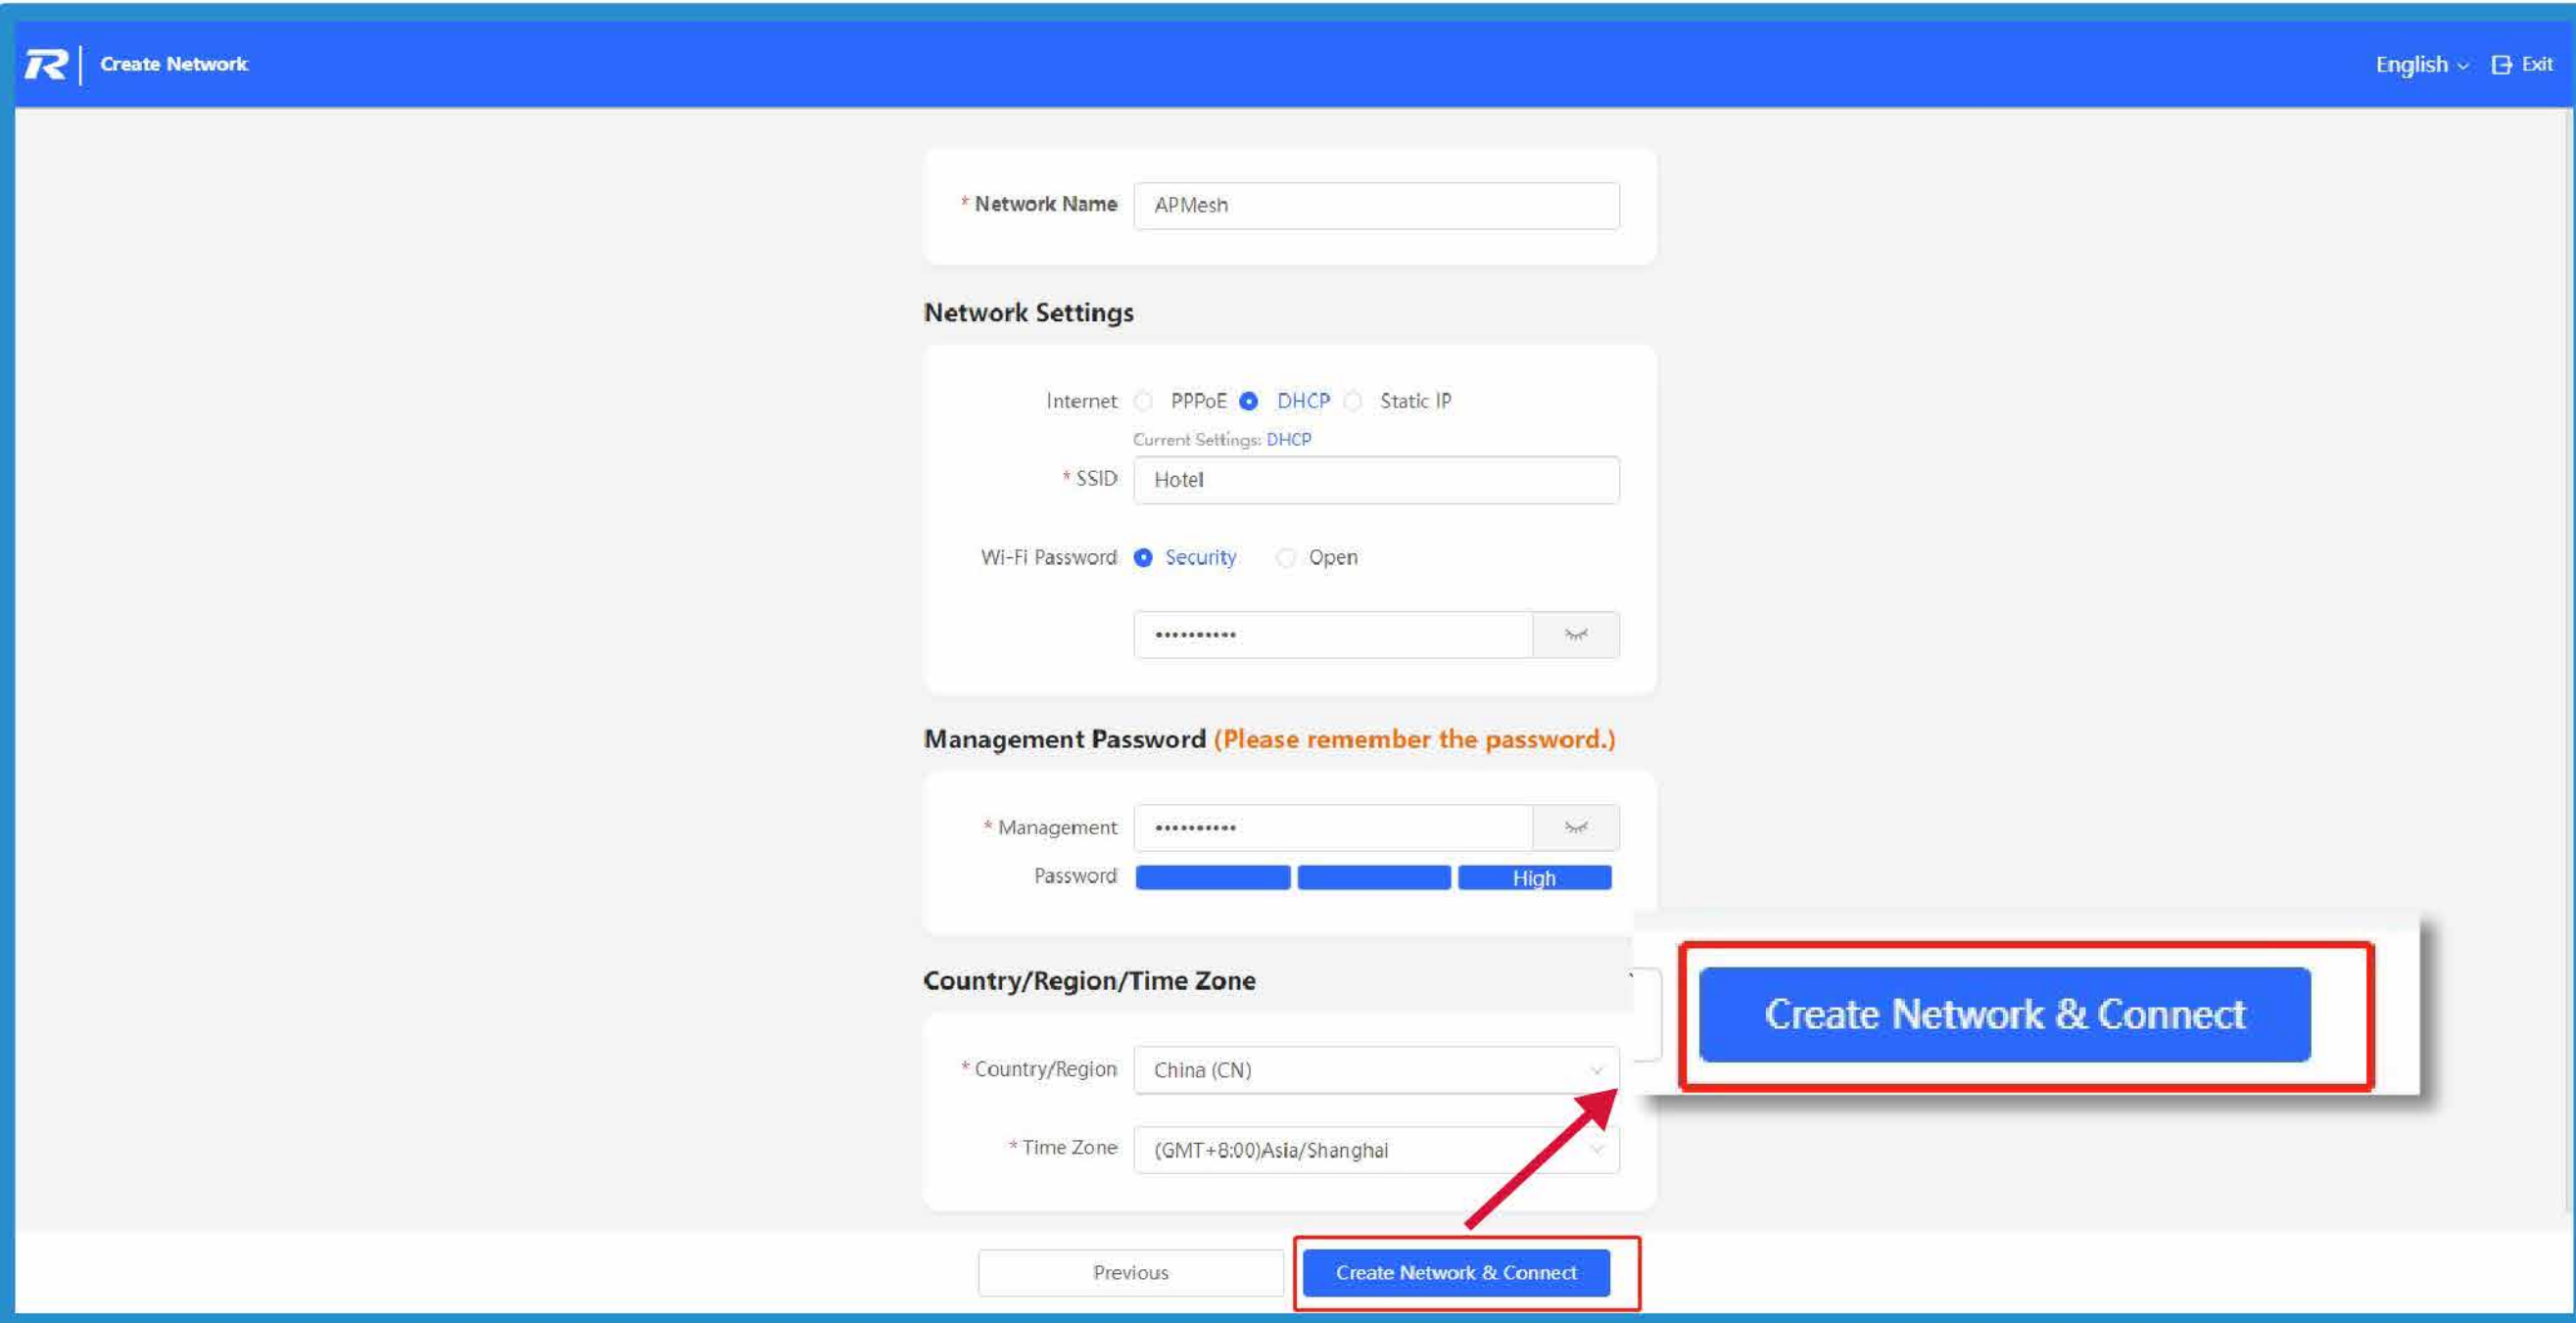 R Create Network English Exit
* Network Name APMesh
Network Settings
Internet PPPoE DHCP Static IP
Current Settings: DHCP
* SSID Hotel
Wi-Fi Password Security Open
••••••••••
Management Password (Please remember the password.)
* Management ••••••••••
Password High
Country/Region/Time Zone
Create Network & Connect
* Country/Region China (CN)
* Time Zone (GMT+8:00)Asia/Shanghai
Previous Create Network & Connect